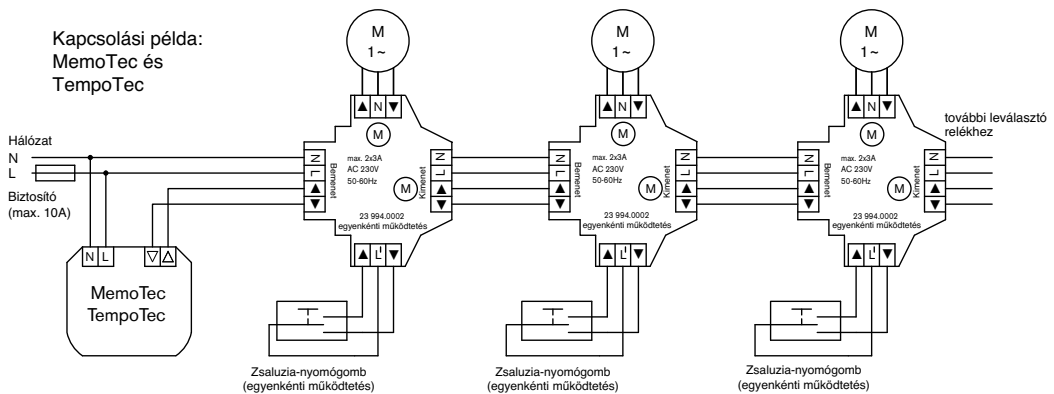 Kapcsolási példa:
MemoTec és
TempoTec
Hálózat
N
L
Biztosító
(max. 10A)
N L ▽ △
MemoTec
TempoTec
M
1~
▲ N ▼
M
N
L
▲
▼
Bemenet
max. 2x3A
AC 230V
50-60Hz
M
Kimenet
N
L
▲
▼
23 994.0002
egyenkénti működtetés
▲ L' ▼
Zsaluzia-nyomógomb
(egyenkénti működtetés)
M
1~
▲ N ▼
M
N
L
▲
▼
Bemenet
max. 2x3A
AC 230V
50-60Hz
M
Kimenet
N
L
▲
▼
23 994.0002
egyenkénti működtetés
▲ L' ▼
Zsaluzia-nyomógomb
(egyenkénti működtetés)
M
1~
▲ N ▼
M
N
L
▲
▼
Bemenet
max. 2x3A
AC 230V
50-60Hz
M
Kimenet
N
L
▲
▼
23 994.0002
egyenkénti működtetés
▲ L' ▼
Zsaluzia-nyomógomb
(egyenkénti működtetés)
további leválasztó
relékhez